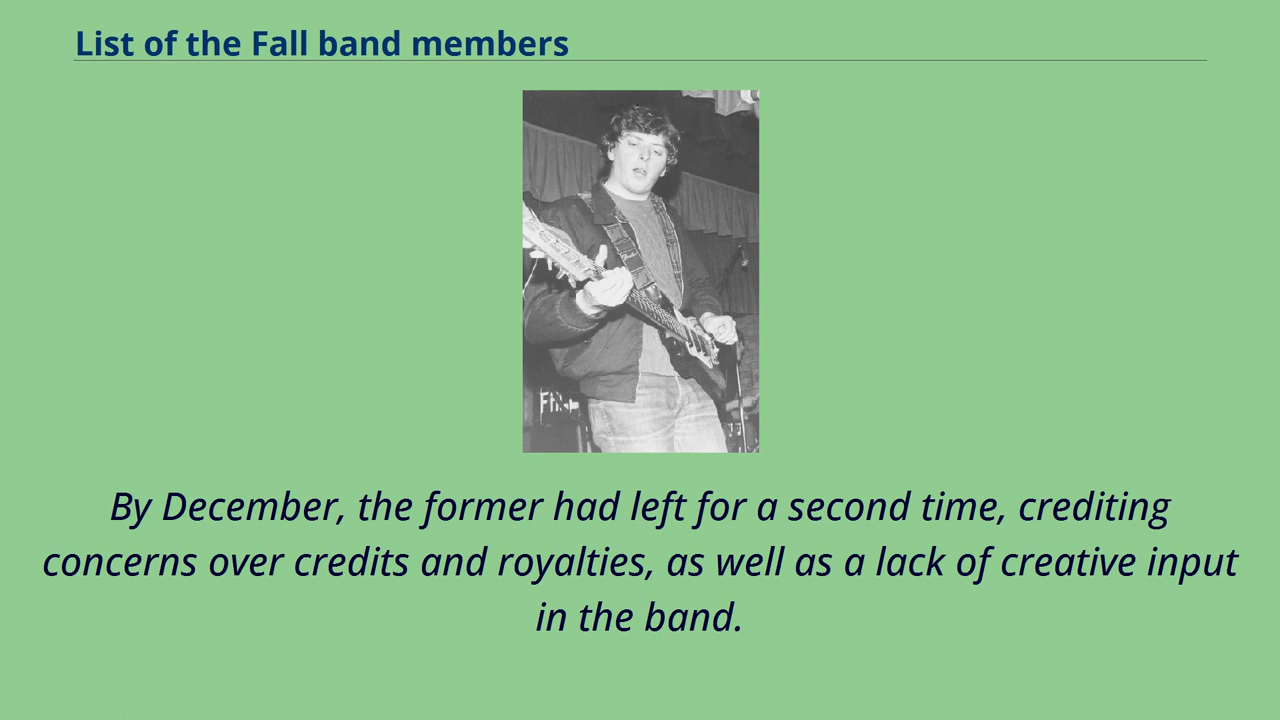 List of the Fall band members
By December, the former had left for a second time, crediting
concerns over credits and royalties, as well as a lack of creative input
in the band.